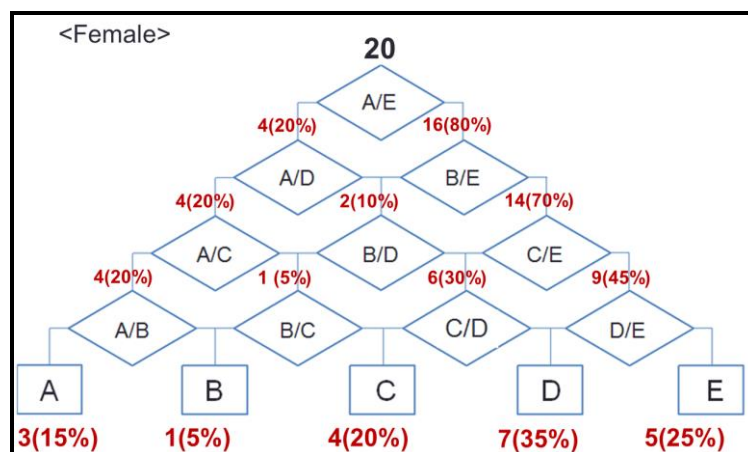 <Female>
20
A/E
4(20%) 16(80%)
A/D B/E
4(20%) 2(10%) 14(70%)
A/C B/D C/E
4(20%) 1 (5%) 6(30%) 9(45%)
A/B B/C C/D D/E
A B C D E
3(15%) 1(5%) 4(20%) 7(35%) 5(25%)